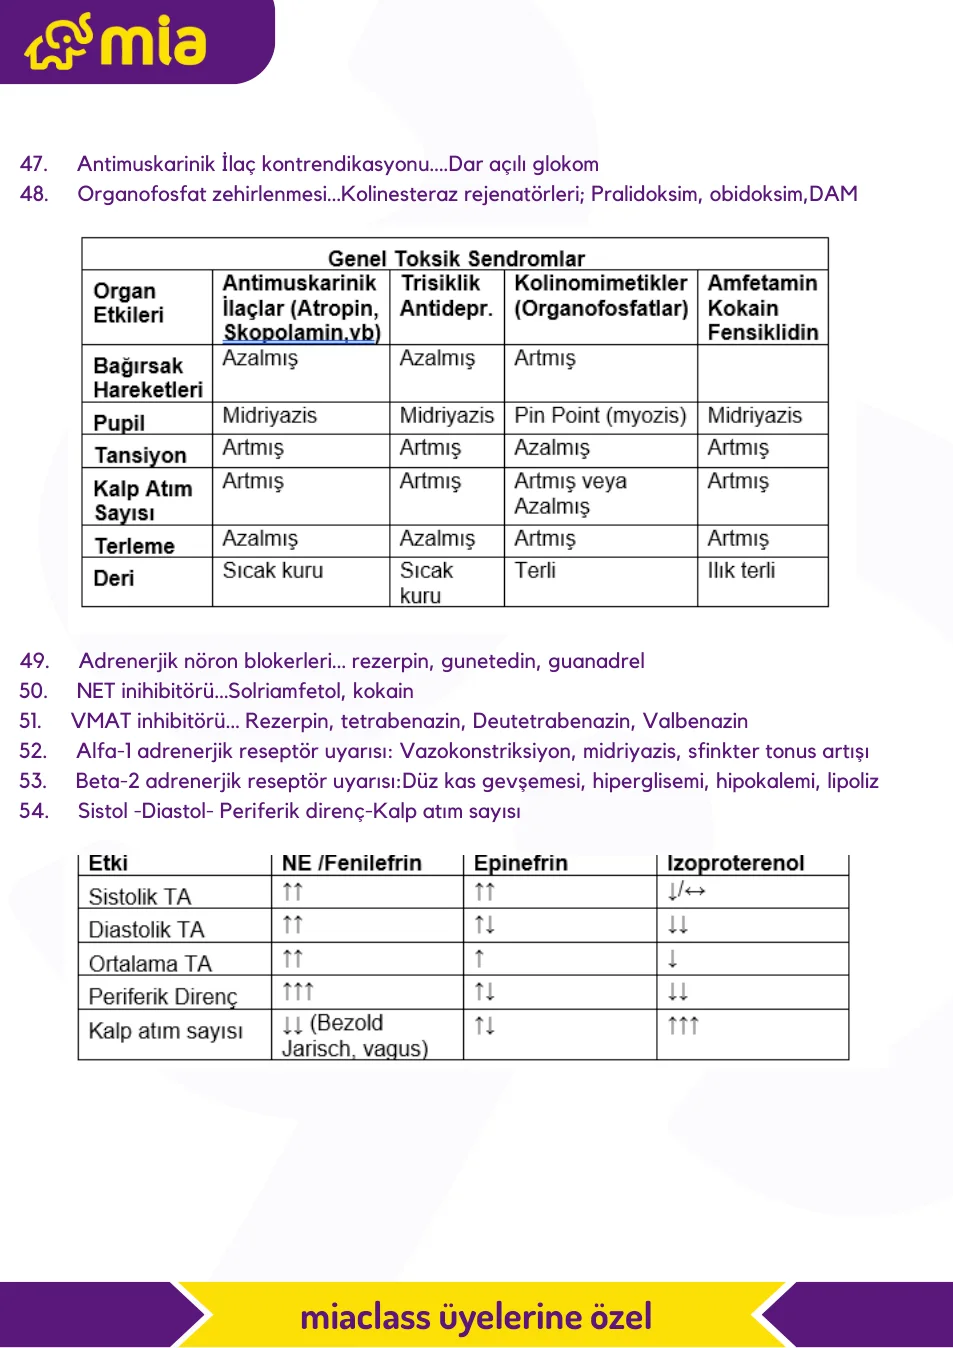 mia
47. Antimuskarinik İlaç kontrendikasyonu....Dar açılı glokom
48. Organofosfat zehirlenmesi...Kolinesteraz rejenatörleri; Pralidoksim, obidoksim,DAM
Genel Toksik Sendromlar
Organ Etkileri | Antimuskarinik İlaçlar (Atropin, Skopolamin,vb) | Trisiklik Antidepr. | Kolinomimetikler (Organofosfatlar) | Amfetamin Kokain Fensiklidin
Bağırsak Hareketleri | Azalmış | Azalmış | Artmış |
Pupil | Midriyazis | Midriyazis | Pin Point (myozis) | Midriyazis
Tansiyon | Artmış | Artmış | Azalmış | Artmış
Kalp Atım Sayısı | Artmış | Artmış | Artmış veya Azalmış | Artmış
Terleme | Azalmış | Azalmış | Artmış | Artmış
Deri | Sıcak kuru | Sıcak kuru | Terli | Ilık terli
49. Adrenerjik nöron blokerleri... rezerpin, gunetedin, guanadrel
50. NET inihibitörü...Solriamfetol, kokain
51. VMAT inhibitörü... Rezerpin, tetrabenazin, Deutetrabenazin, Valbenazin
52. Alfa-1 adrenerjik reseptör uyarısı: Vazokonstriksiyon, midriyazis, sfinkter tonus artışı
53. Beta-2 adrenerjik reseptör uyarısı:Düz kas gevşemesi, hiperglisemi, hipokalemi, lipoliz
54. Sistol -Diastol- Periferik direnç-Kalp atım sayısı
Etki | NE /Fenilefrin | Epinefrin | İzoproterenol
Sistolik TA | ↑↑ | ↑↑ | ↓/↔
Diastolik TA | ↑↑ | ↑↓ | ↓↓
Ortalama TA | ↑↑ | ↑ | ↓
Periferik Direnç | ↑↑↑ | ↑↓ | ↓↓
Kalp atım sayısı | ↓↓ (Bezold Jarisch, vagus) | ↑↓ | ↑↑↑
miaclass üyelerine özel